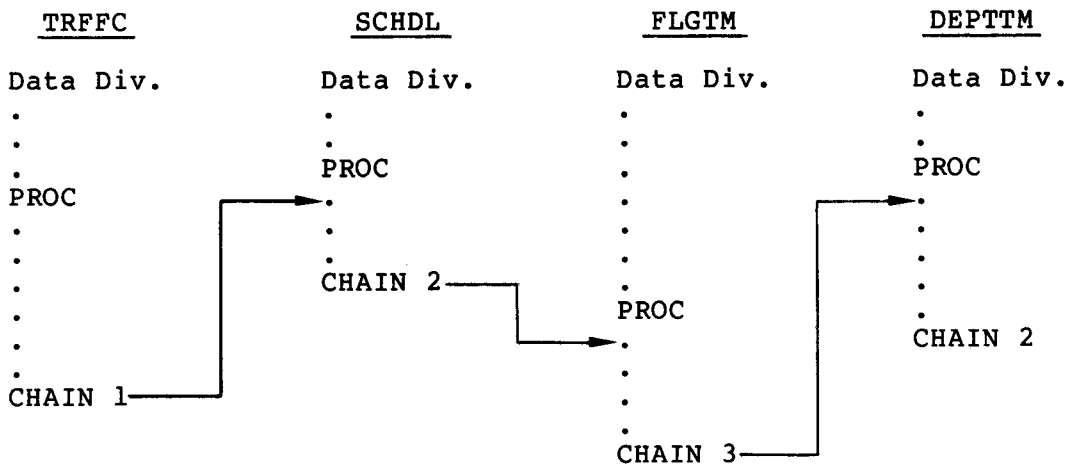 TRFFC
Data Div.
.
.
.
PROC
.
.
.
.
.
.
CHAIN 1
SCHDL
Data Div.
.
.
PROC
.
.
.
CHAIN 2
FLGTM
Data Div.
.
.
.
.
.
.
.
PROC
.
.
.
.
CHAIN 3
DEPTTM
Data Div.
.
.
PROC
.
.
.
.
.
CHAIN 2